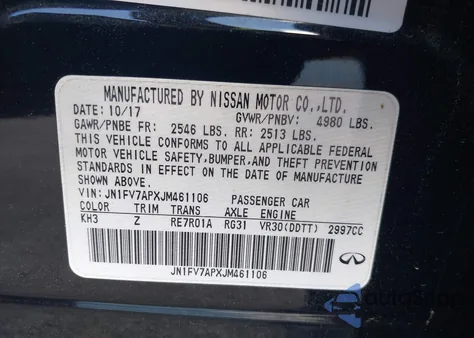 MANUFACTURED BY NISSAN MOTOR CO.,LTD.
DATE: 10/17 GVWR/PNBV: 4980 LBS.
GAWR/PNBE FR: 2546 LBS. RR: 2513 LBS.
THIS VEHICLE CONFORMS TO ALL APPLICABLE FEDERAL
MOTOR VEHICLE SAFETY,BUMPER,AND THEFT PREVENTION
STANDARDS IN EFFECT ON THE DATE OF MANUFACTURE
SHOWN ABOVE.
VIN: JN1FV7APXJM461106 PASSENGER CAR
COLOR TRIM TRANS AXLE ENGINE
KH3 Z RE7R01A RG31 VR30(DDTT) 2997CC
JN1FV7APXJM461106